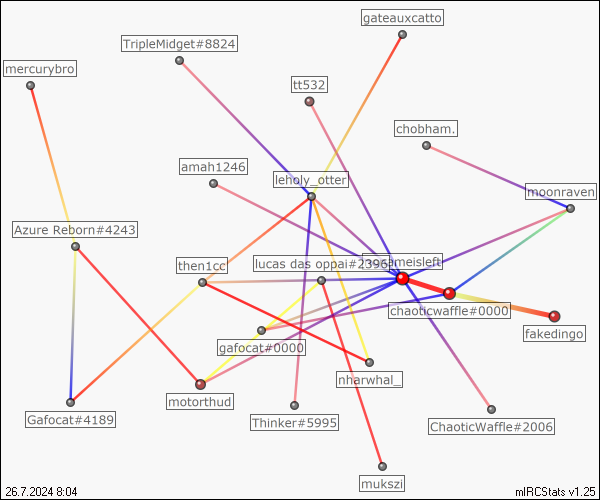 gateauxcatto
TripleMidget#8824
mercurybro
tt532
chobham.
amah1246
leholy_otter
moonraven
Azure Reborn#4243
then1cc
lucas das oppai#2396
ameisleft
chaoticwaffle#0000
fakedingo
gafocat#0000
nharwhal_
motorthud
Gafocat#4189
Thinker#5995
ChaoticWaffle#2006
mukszi
26.7.2024 8:04
mIRCStats v1.25